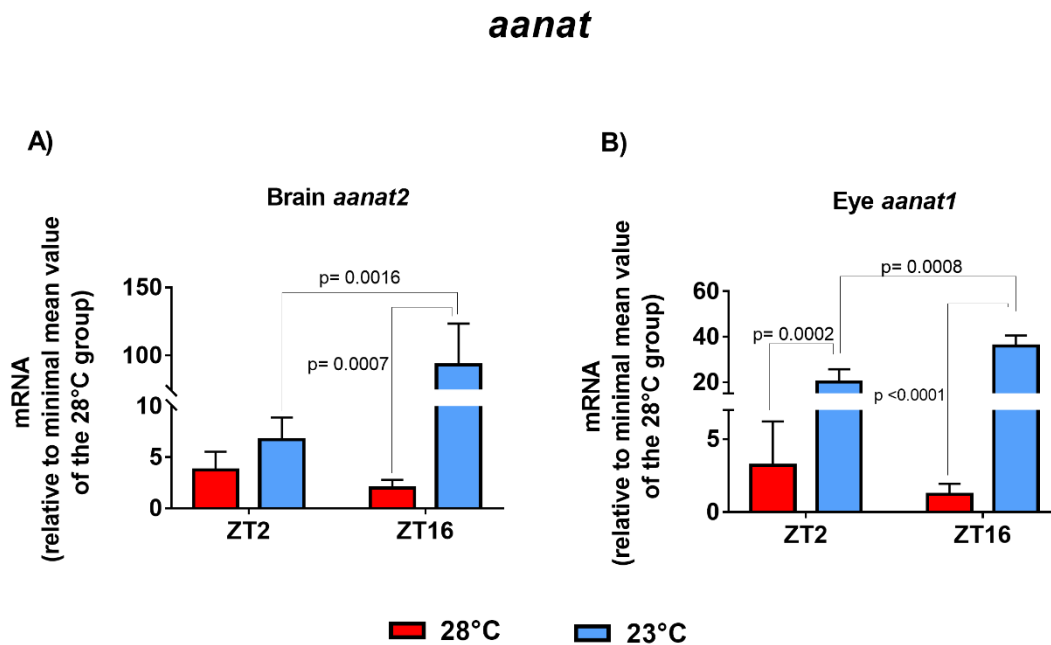 aanat
A)
Brain aanat2
mRNA
(relative to minimal mean value
of the 28°C group)
150
100
10
5
0
p= 0.0016
p= 0.0007
ZT2
ZT16
B)
Eye aanat1
mRNA
(relative to minimal mean value
of the 28°C group)
60
40
20
5
0
p= 0.0008
p= 0.0002
p <0.0001
ZT2
ZT16
28°C
23°C